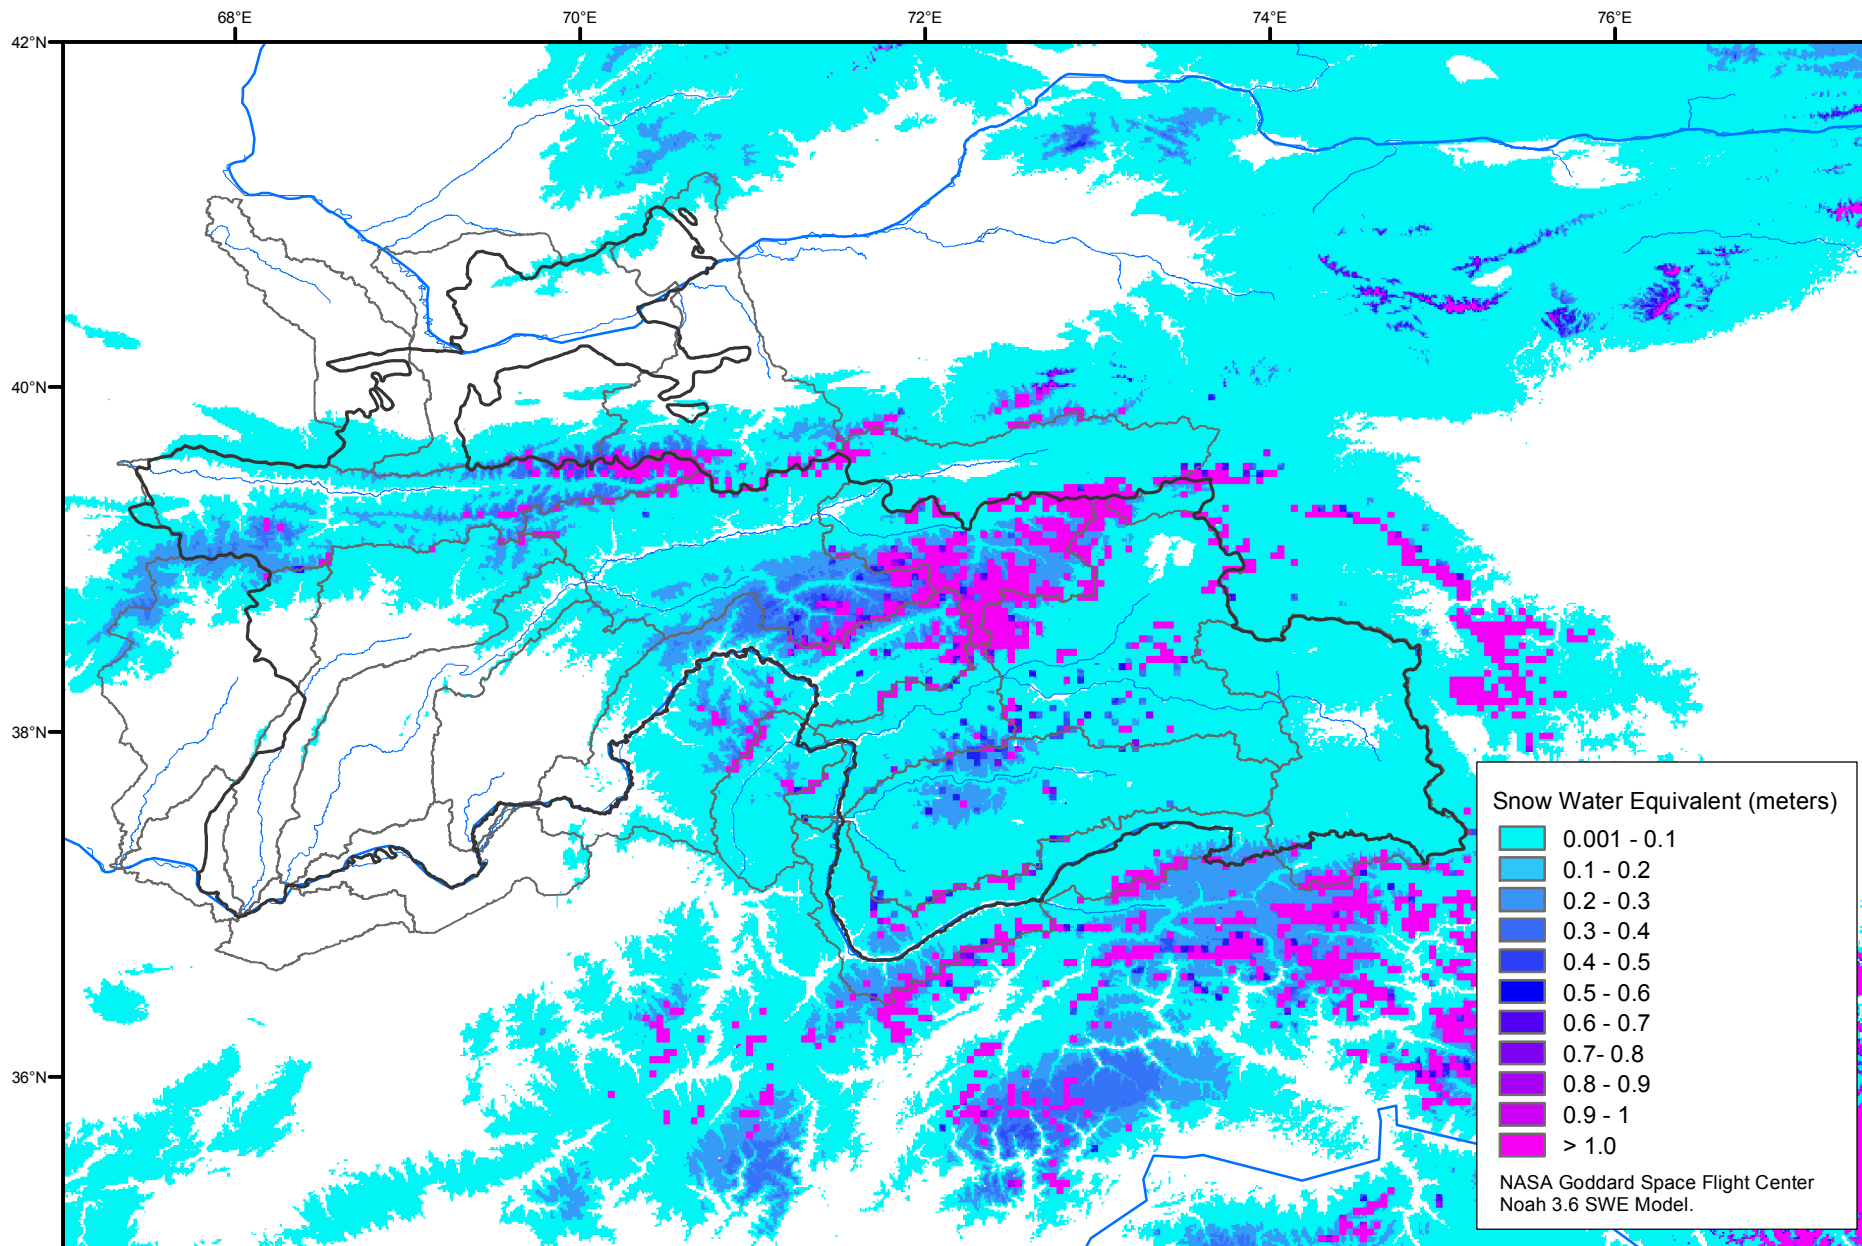 68°E
70°E
72°E
74°E
76°E
42°N
40°N
38°N
36°N
Snow Water Equivalent (meters)
0.001 - 0.1
0.1 - 0.2
0.2 - 0.3
0.3 - 0.4
0.4 - 0.5
0.5 - 0.6
0.6 - 0.7
0.7- 0.8
0.8 - 0.9
0.9 - 1
> 1.0
NASA Goddard Space Flight Center
Noah 3.6 SWE Model.